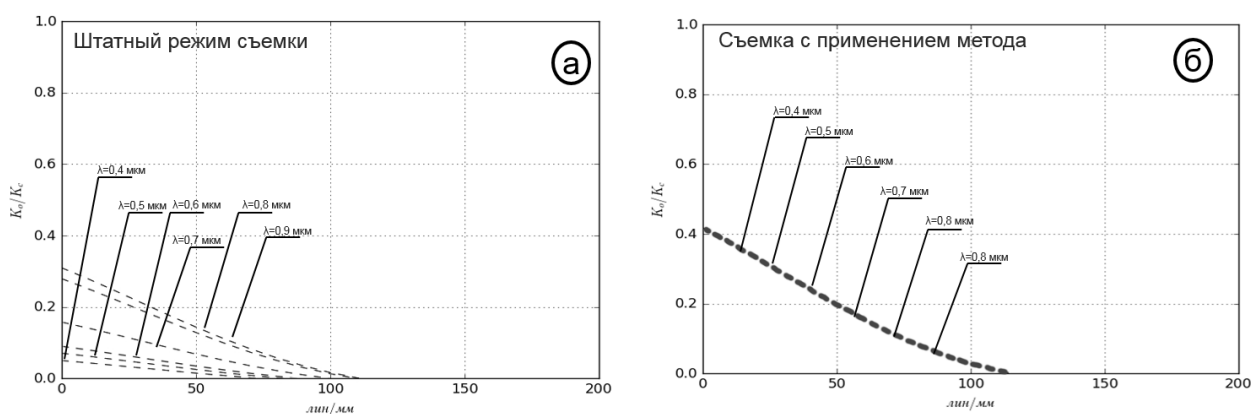 Штатный режим съемки
а
1.0
0.8
0.6
0.4
0.2
0.0
K_o/K_c
λ=0,4 мкм
λ=0,5 мкм
λ=0,6 мкм
λ=0,8 мкм
λ=0,7 мкм
λ=0,9 мкм
0
50
100
150
200
лин/мм
Съемка с применением метода
б
1.0
0.8
0.6
0.4
0.2
0.0
K_o/K_c
λ=0,4 мкм
λ=0,5 мкм
λ=0,6 мкм
λ=0,7 мкм
λ=0,8 мкм
λ=0,8 мкм
0
50
100
150
200
лин/мм